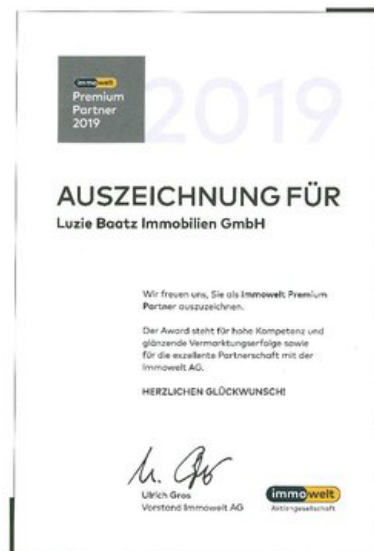 immowelt
Premium
Partner
2019
2019
AUSZEICHNUNG FÜR
Luzie Baatz Immobilien GmbH
Wir freuen uns, Sie als Immowelt Premium
Partner auszuzeichnen.
Der Award steht für hohe Kompetenz und
glänzende Vermarktungserfolge sowie
für die exzellente Partnerschaft mit der
Immowelt AG.
HERZLICHEN GLÜCKWUNSCH!
Ulrich Gros
Vorstand Immowelt AG
immowelt
Aktiengesellschaft